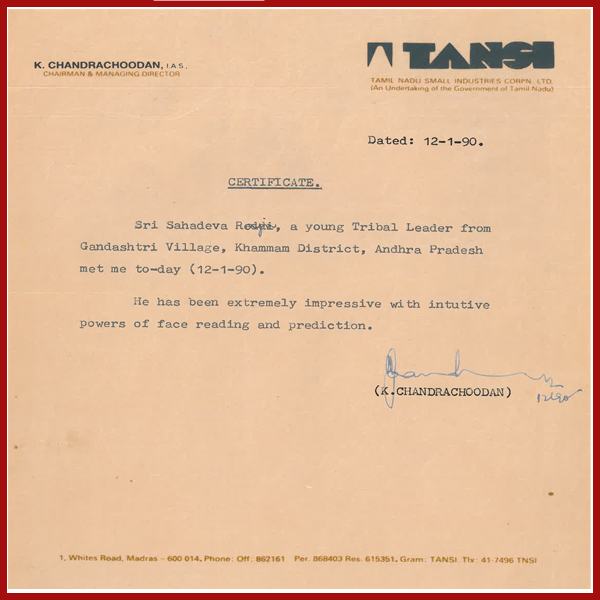 K. CHANDRACHOODAN, I.A.S.
CHAIRMAN & MANAGING DIRECTOR
TANSI
TAMIL NADU SMALL INDUSTRIES CORPN. LTD.
(An Undertaking of the Government of Tamil Nadu)
Dated: 12-1-90.
CERTIFICATE.
Sri Sahadeva , a young Tribal Leader from
Gandashtri Village, Khammam District, Andhra Pradesh
met me to-day (12-1-90).
He has been extremely impressive with intutive
powers of face reading and prediction.
(K.CHANDRACHOODAN)
1, Whites Road, Madras - 600 014, Phone: Off: 862161 Per. 868403 Res. 615351. Gram: TANSI. Tlx: 41-7496 TNSI